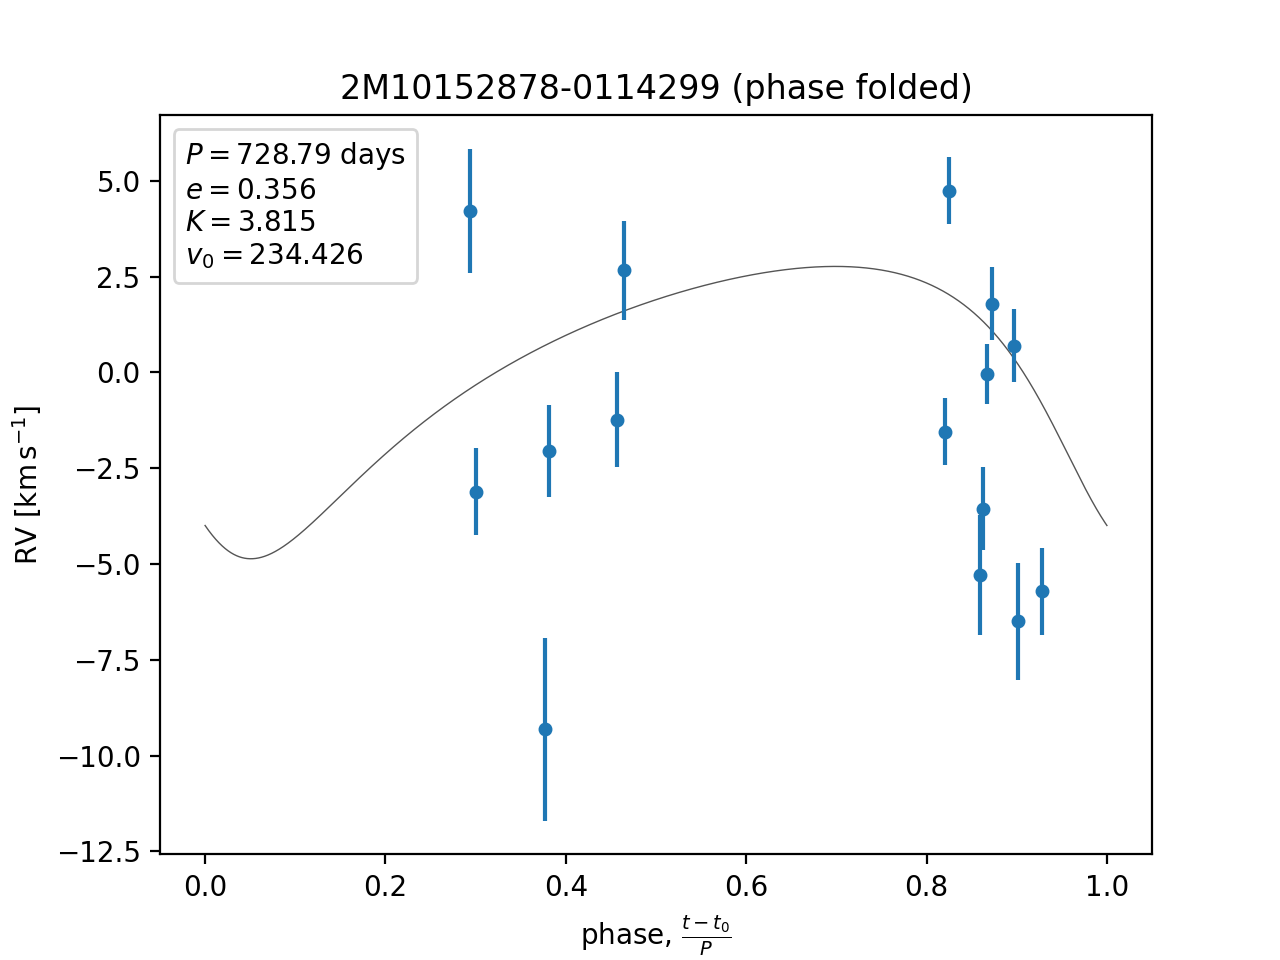 2M10152878-0114299 (phase folded)
P = 728.79 days
e = 0.356
K = 3.815
v₀ = 234.426
5.0
2.5
0.0
−2.5
−5.0
−7.5
−10.0
−12.5
RV [km s⁻¹]
0.0 0.2 0.4 0.6 0.8 1.0
phase, (t − t₀)/P